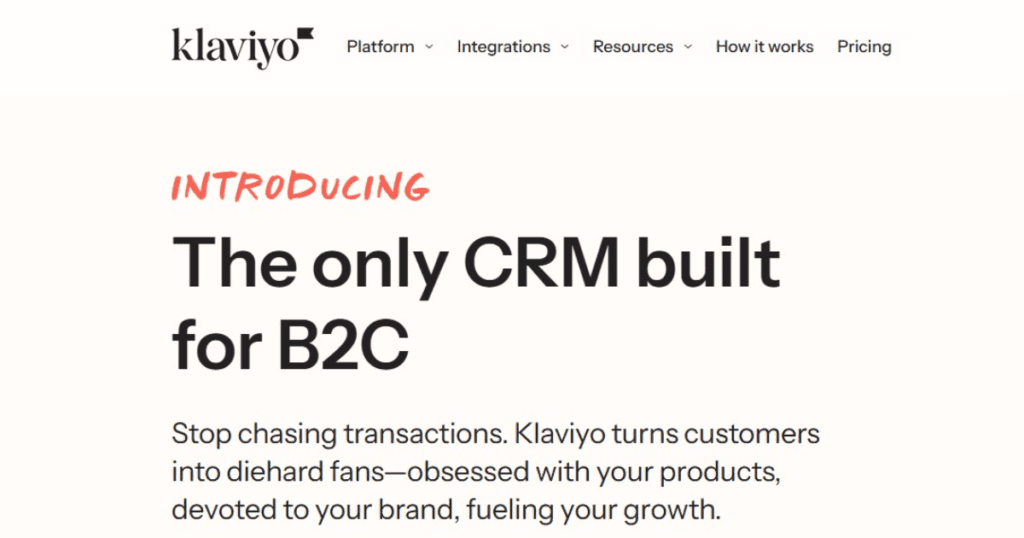 klaviyo
Platform Integrations Resources How it works Pricing
INTRODUCING
The only CRM built
for B2C
Stop chasing transactions. Klaviyo turns customers
into diehard fans—obsessed with your products,
devoted to your brand, fueling your growth.